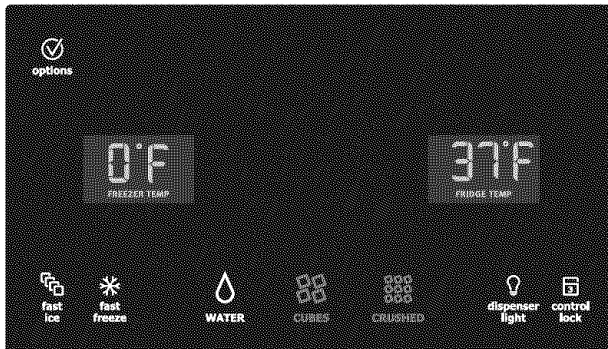 options
0°F
37°F
FREEZER TEMP
FRIDGE TEMP
fast
ice
fast
freeze
WATER
CUBES
CRUSHED
dispenser
light
control
lock